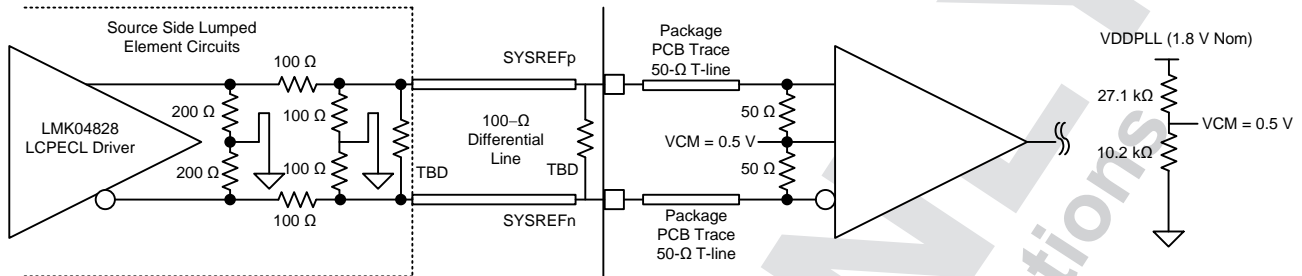 Source Side Lumped
Element Circuits
LMK04828
LCPECL Driver
200 Ω
200 Ω
100 Ω
100 Ω
100 Ω
100 Ω
TBD
SYSREFp
100–Ω
Differential
Line
SYSREFn
TBD
Package
PCB Trace
50-Ω T-line
50 Ω
VCM = 0.5 V
50 Ω
Package
PCB Trace
50-Ω T-line
VDDPLL (1.8 V Nom)
27.1 kΩ
VCM = 0.5 V
10.2 kΩ
tions